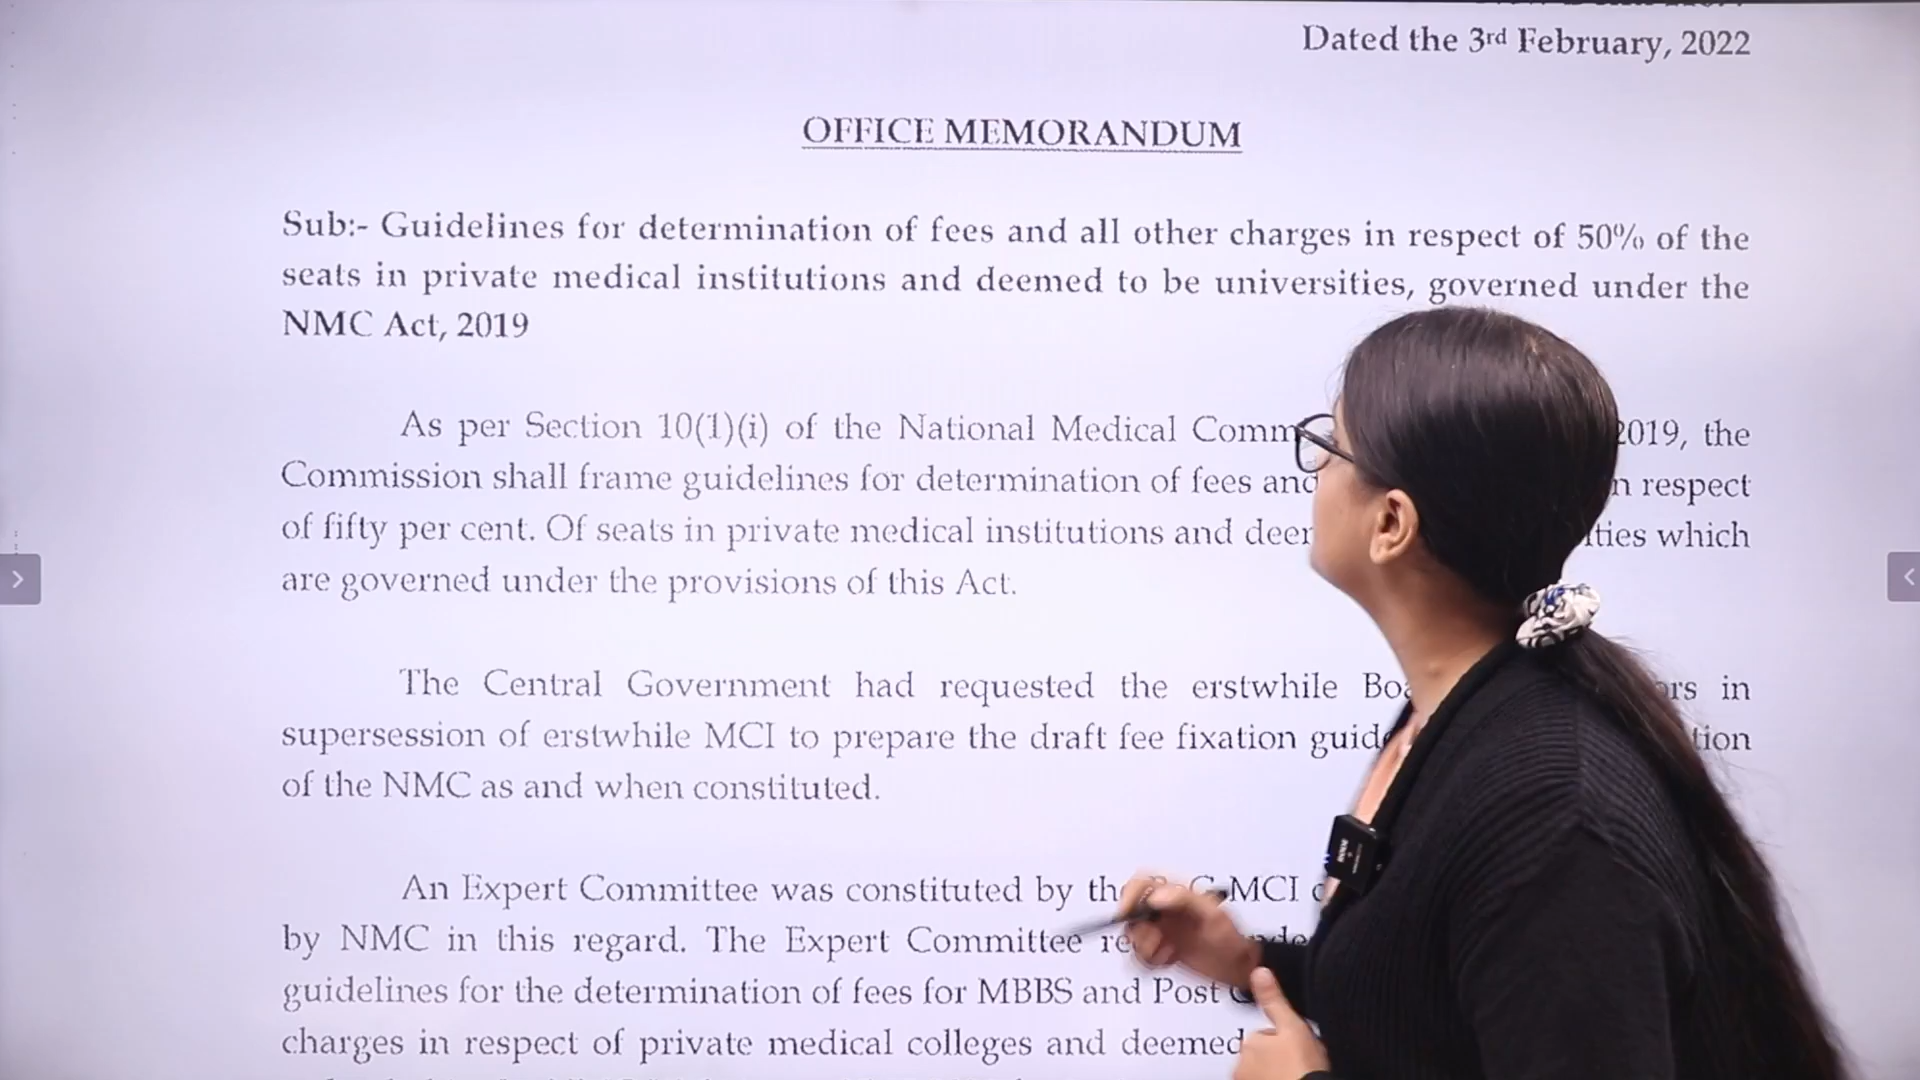 Dated the 3rd February, 2022
OFFICE MEMORANDUM
Sub:- Guidelines for determination of fees and all other charges in respect of 50% of the
seats in private medical institutions and deemed to be universities, governed under the
NMC Act, 2019
As per Section 10(1)(i) of the National Medical 2019, the
Commission shall frame guidelines for determination of fees and respect
of fifty per cent. Of seats in private medical institutions and which
are governed under the provisions of this Act.
The Central Government had requested the erstwhile in
supersession of erstwhile MCI to prepare the draft fee fixation
of the NMC as and when constituted.
An Expert Committee was constituted by MCI
by NMC in this regard. The Expert Committee
guidelines for the determination of fees for MBBS and Post
charges in respect of private medical colleges and deemed